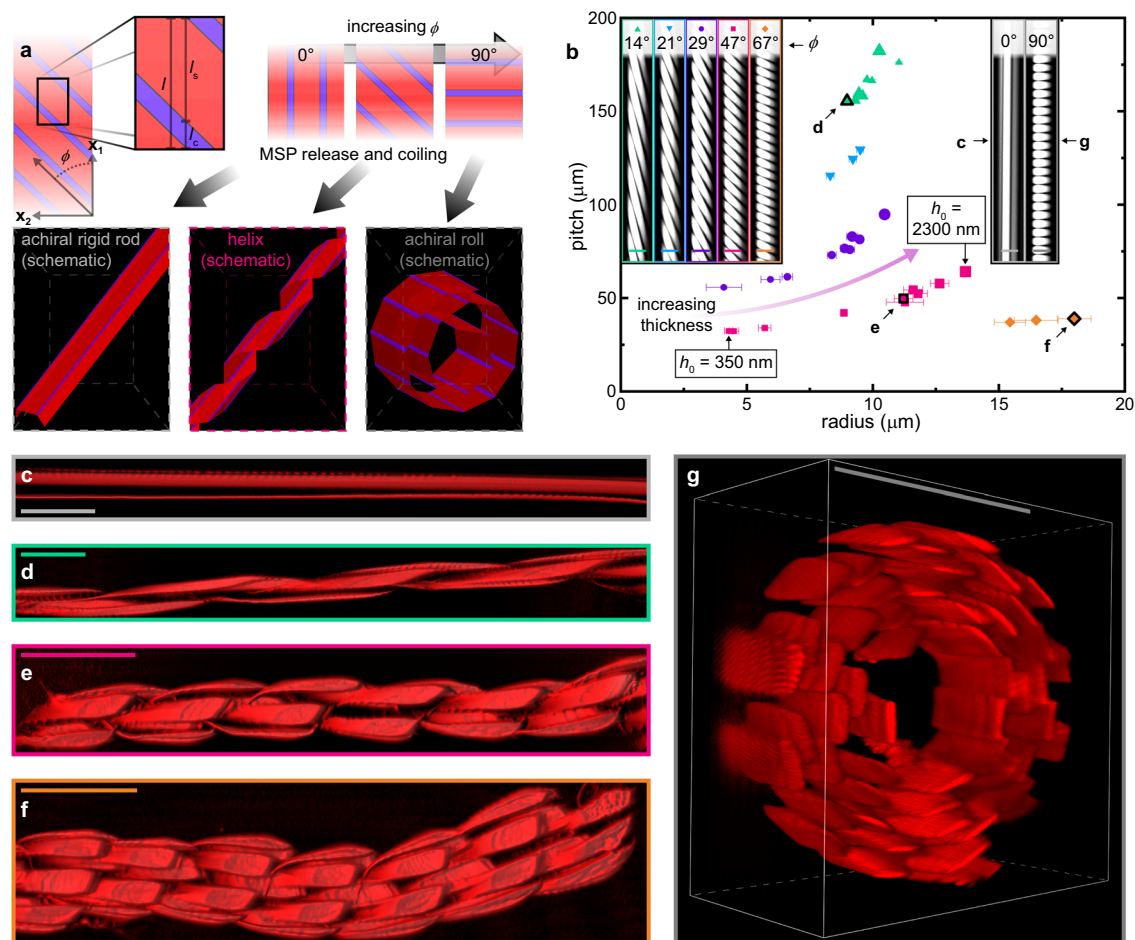 a
l
lₛ
l_c
ϕ
x₁
x₂
increasing ϕ
0°
90°
MSP release and coiling
achiral rigid rod
(schematic)
helix
(schematic)
achiral roll
(schematic)
b
200
150
100
50
0
pitch (μm)
0
5
10
15
20
radius (μm)
14°
21°
29°
47°
67°
ϕ
0°
90°
c
g
d
h₀ =
2300 nm
increasing
thickness
e
f
h₀ = 350 nm
c
d
e
f
g